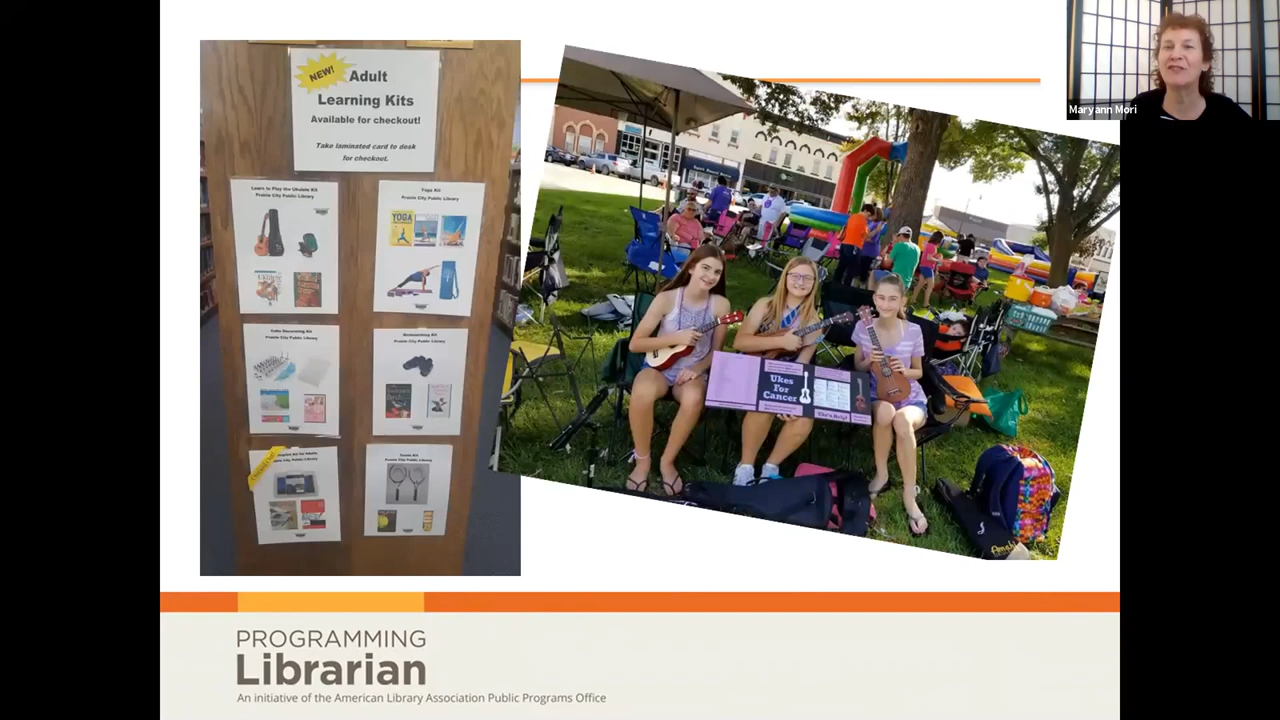 NEW!
Adult
Learning Kits
Available for checkout!
Take laminated card to desk
for checkout.
Learn to Play the Ukulele Kit
Prairie City Public Library
Yoga Kit
Prairie City Public Library
YOGA
Cake Decorating Kit
Prairie City Public Library
Prairie City Public Library
Kit for Adults
Prairie City Public Library
Tennis Kit
Prairie City Public Library
Ukes
For
Cancer
Maryann Mori
PROGRAMMING
Librarian
An initiative of the American Library Association Public Programs Office